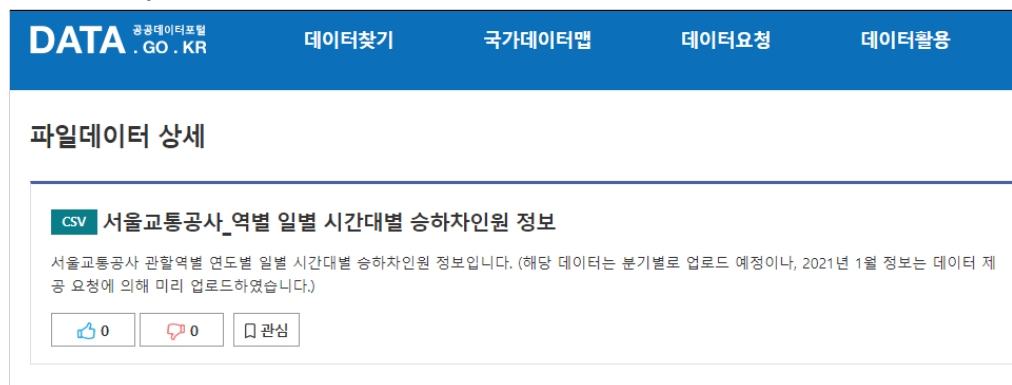 DATA 공공데이터포털 . GO . KR 데이터찾기 국가데이터맵 데이터요청 데이터활용
파일데이터 상세
CSV 서울교통공사_역별 일별 시간대별 승하차인원 정보
서울교통공사 관할역별 연도별 일별 시간대별 승하차인원 정보입니다. (해당 데이터는 분기별로 업로드 예정이나, 2021년 1월 정보는 데이터 제
공 요청에 의해 미리 업로드하였습니다.)
0 0 관심